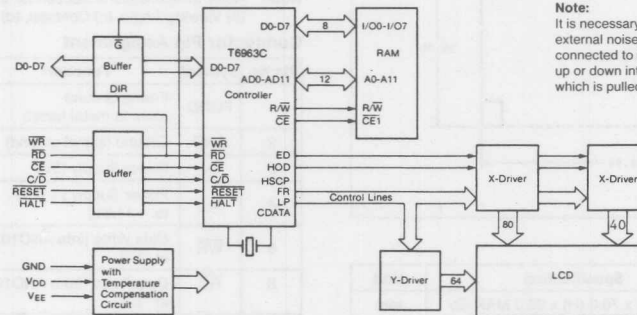 Note:
It is necessary
external noise
connected to
up or down int
which is pulled
D0-D7
8
I/O0-I/O7
G
Buffer
DIR
D0-D7
T6963C
D0-D7
RAM
AD0-AD11
12
A0-A11
Controller
R/W
R/W
CE
CE1
WR
RD
CE
C/D
RESET
HALT
Buffer
WR
RD
CE
C/D
RESET
HALT
ED
HOD
HSCP
FR
LP
CDATA
Control Lines
X-Driver
X-Driver
80
40
Y-Driver
64
LCD
GND
VDD
VEE
Power Supply
with
Temperature
Compensation
Circuit